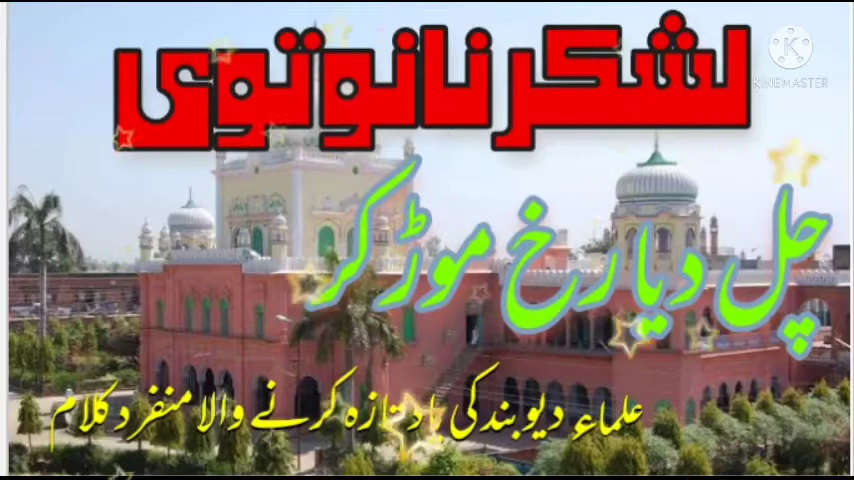 لشکر نانوتوی
KINEMASTER
چل دیا رخ موڑ کر
علماء دیوبند کی یاد تازہ کرنے والا منفرد کلام